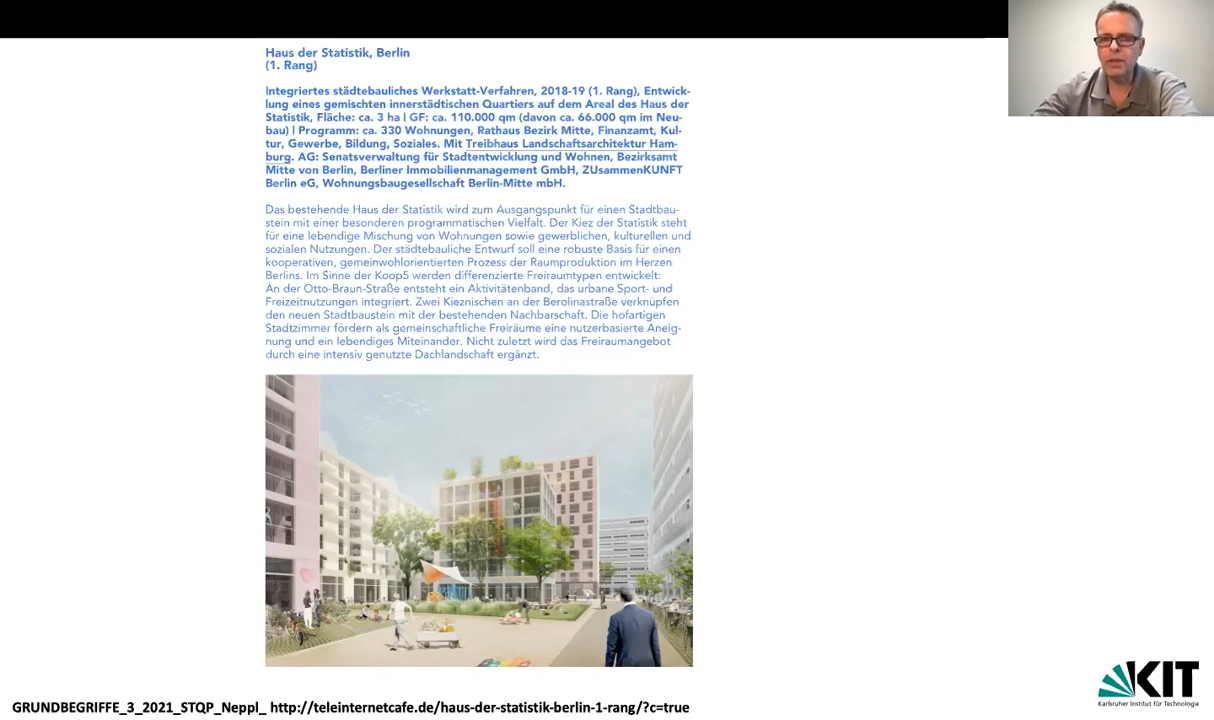 Haus der Statistik, Berlin
(1. Rang)
Integriertes städtebauliches Werkstatt-Verfahren, 2018-19 (1. Rang), Entwick-
lung eines gemischten innerstädtischen Quartiers auf dem Areal des Haus der
Statistik, Fläche: ca. 3 ha I GF: ca. 110.000 qm (davon ca. 66.000 qm im Neu-
bau) I Programm: ca. 330 Wohnungen, Rathaus Bezirk Mitte, Finanzamt, Kul-
tur, Gewerbe, Bildung, Soziales. Mit Treibhaus Landschaftsarchitektur Ham-
burg. AG: Senatsverwaltung für Stadtentwicklung und Wohnen, Bezirksamt
Mitte von Berlin, Berliner Immobilienmanagement GmbH, ZUsammenKUNFT
Berlin eG, Wohnungsbaugesellschaft Berlin-Mitte mbH.
Das bestehende Haus der Statistik wird zum Ausgangspunkt für einen Stadtbau-
stein mit einer besonderen programmatischen Vielfalt. Der Kiez der Statistik steht
für eine lebendige Mischung von Wohnungen sowie gewerblichen, kulturellen und
sozialen Nutzungen. Der städtebauliche Entwurf soll eine robuste Basis für einen
kooperativen, gemeinwohlorientierten Prozess der Raumproduktion im Herzen
Berlins. Im Sinne der Koop5 werden differenzierte Freiraumtypen entwickelt:
An der Otto-Braun-Straße entsteht ein Aktivitätenband, das urbane Sport- und
Freizeitnutzungen integriert. Zwei Kieznischen an der Berolinastraße verknüpfen
den neuen Stadtbaustein mit der bestehenden Nachbarschaft. Die hofartigen
Stadtzimmer fördern als gemeinschaftliche Freiräume eine nutzerbasierte Aneig-
nung und ein lebendiges Miteinander. Nicht zuletzt wird das Freiraumangebot
durch eine intensiv genutzte Dachlandschaft ergänzt.
KIT
Karlsruher Institut für Technologie
GRUNDBEGRIFFE_3_2021_STQP_Neppl_ http://teleinternetcafe.de/haus-der-statistik-berlin-1-rang/?c=true